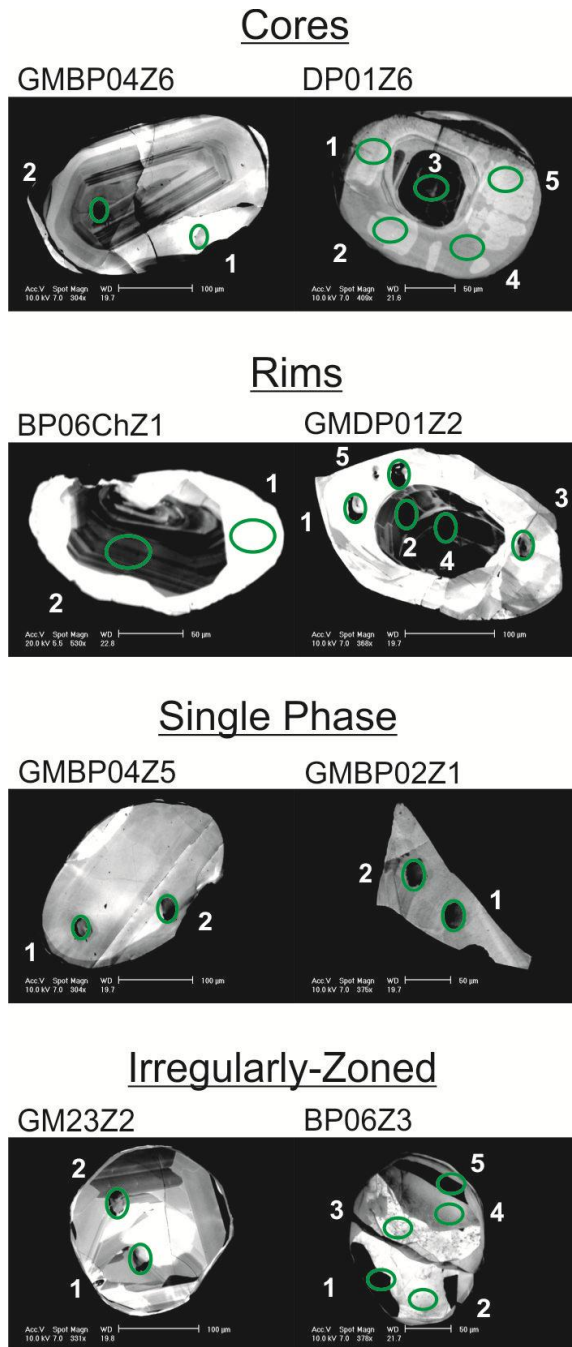 Cores
GMBP04Z6 DP01Z6
2
1
1
3
5
2
4
Acc.V Spot Magn WD 100 µm
10.0 kV 7.0 304x 19.7
Acc.V Spot Magn WD 50 µm
10.0 kV 7.0 409x 21.6
Rims
BP06ChZ1 GMDP01Z2
1
2
5
3
1
2
4
Acc.V Spot Magn WD 50 µm
20.0 kV 5.5 530x 22.8
Acc.V Spot Magn WD 100 µm
10.0 kV 7.0 368x 19.7
Single Phase
GMBP04Z5 GMBP02Z1
1
2
2
1
Acc.V Spot Magn WD 100 µm
10.0 kV 7.0 304x 19.7
Acc.V Spot Magn WD 50 µm
10.0 kV 7.0 375x 19.7
Irregularly-Zoned
GM23Z2 BP06Z3
2
1
5
3
4
1
2
Acc.V Spot Magn WD 100 µm
10.0 kV 7.0 331x 19.8
Acc.V Spot Magn WD 50 µm
10.0 kV 7.0 378x 21.7